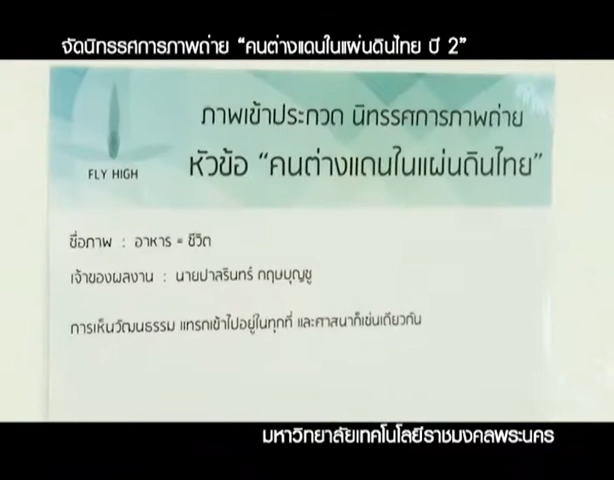 จัดนิทรรศการภาพถ่าย “คนต่างแดนในแผ่นดินไทย ปี 2”
ภาพเข้าประกวด นิทรรศการภาพถ่าย
หัวข้อ “คนต่างแดนในแผ่นดินไทย”
FLY HIGH
ชื่อภาพ : อาหาร = ชีวิต
เจ้าของผลงาน : นายปาลรินทร์ กฤษบุญชู
การเห็นวัฒนธรรม แทรกเข้าไปอยู่ในทุกที่ และศาสนาก็เช่นเดียวกัน
มหาวิทยาลัยเทคโนโลยีราชมงคลพระนคร